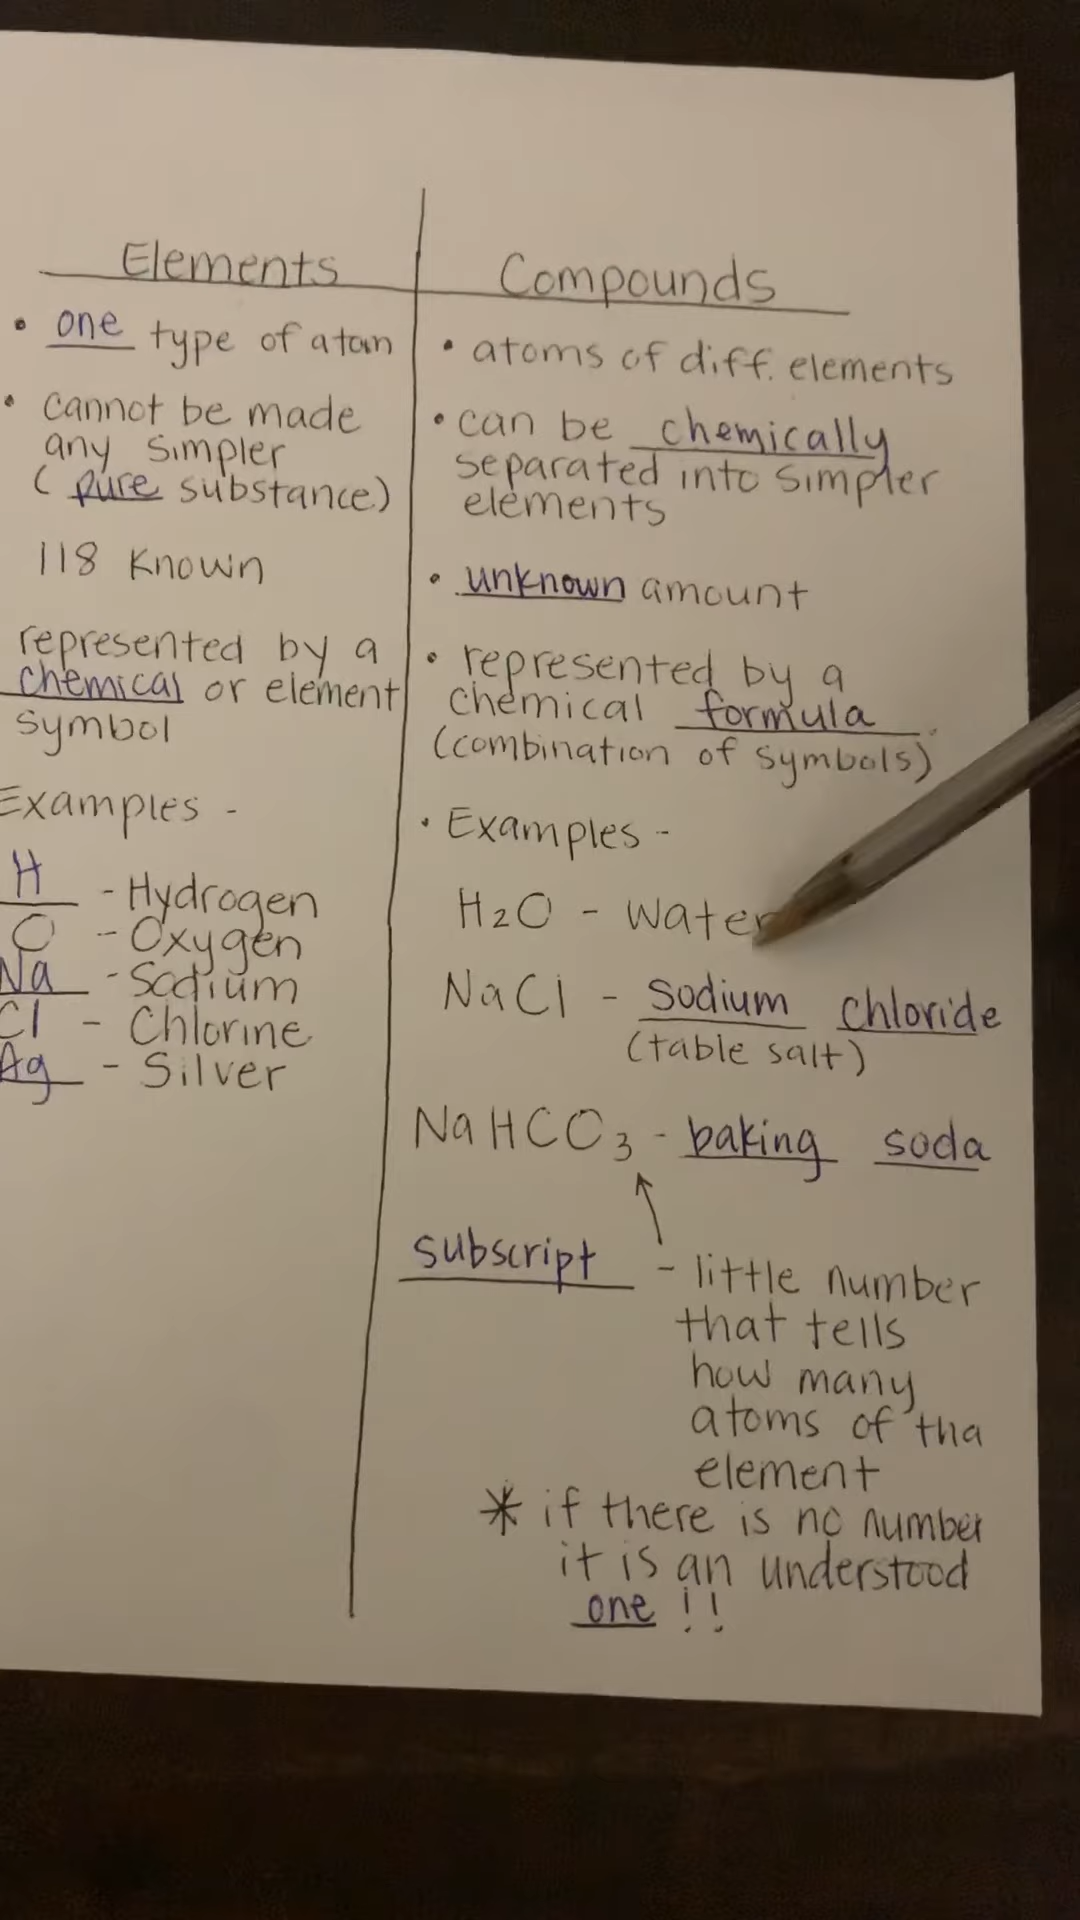 Elements
• one type of atom
• cannot be made
any simpler
(pure substance)
118 known
represented by a
chemical or element
symbol
Examples -
H - Hydrogen
O - Oxygen
Na - Sodium
Cl - Chlorine
Ag - Silver
Compounds
• atoms of diff. elements
• can be chemically
separated into simpler
elements
• unknown amount
• represented by a
chemical formula
(combination of symbols)
• Examples -
H₂O - Water
NaCl - sodium chloride
(table salt)
NaHCO₃ - baking soda
subscript - little number
that tells
how many
atoms of tha
element
* if there is no number
it is an understood
one !!